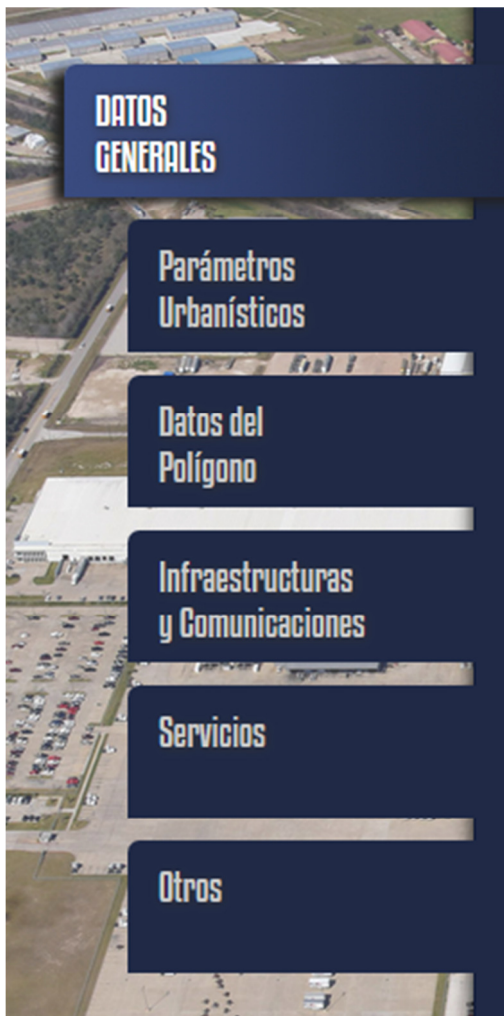 DATOS
GENERALES
Parámetros
Urbanísticos
Datos del
Polígono
Infraestructuras
y Comunicaciones
Servicios
Otros